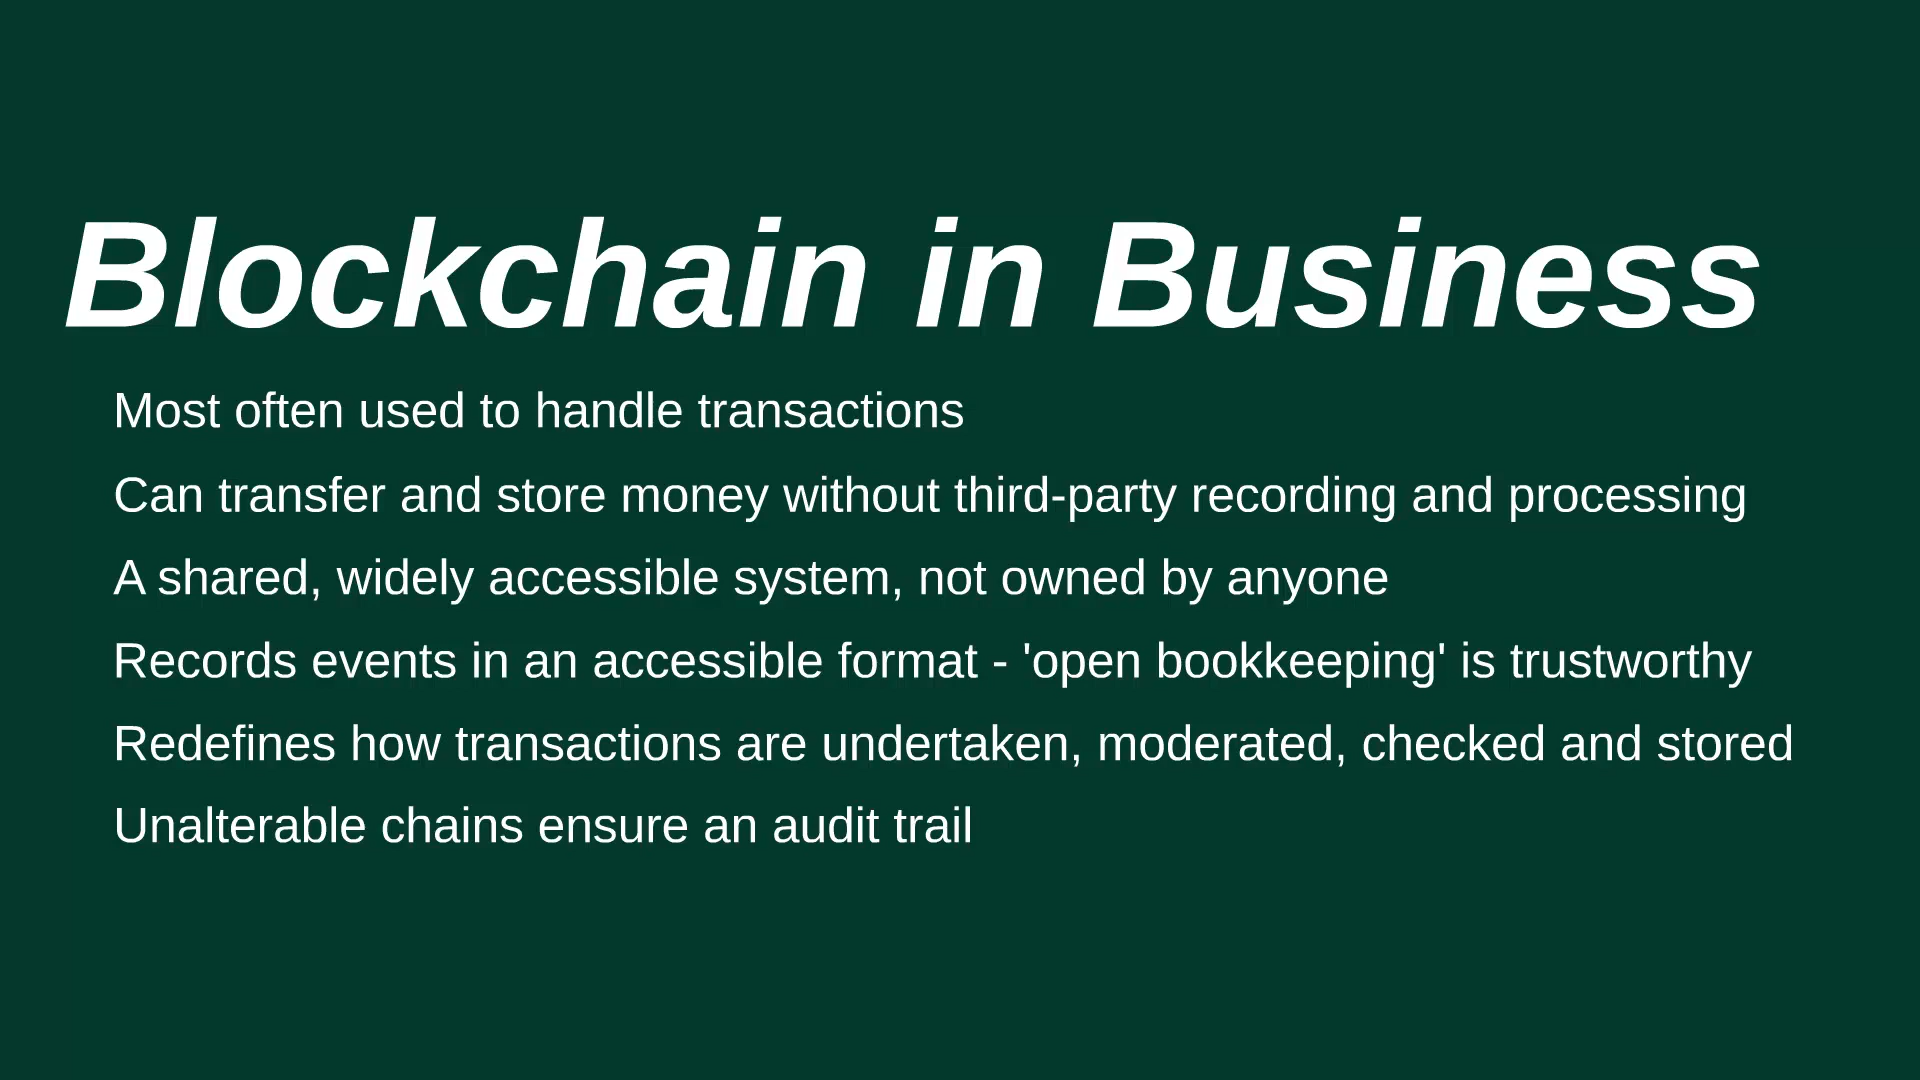 Blockchain in Business
Most often used to handle transactions
Can transfer and store money without third-party recording and processing
A shared, widely accessible system, not owned by anyone
Records events in an accessible format - 'open bookkeeping' is trustworthy
Redefines how transactions are undertaken, moderated, checked and stored
Unalterable chains ensure an audit trail